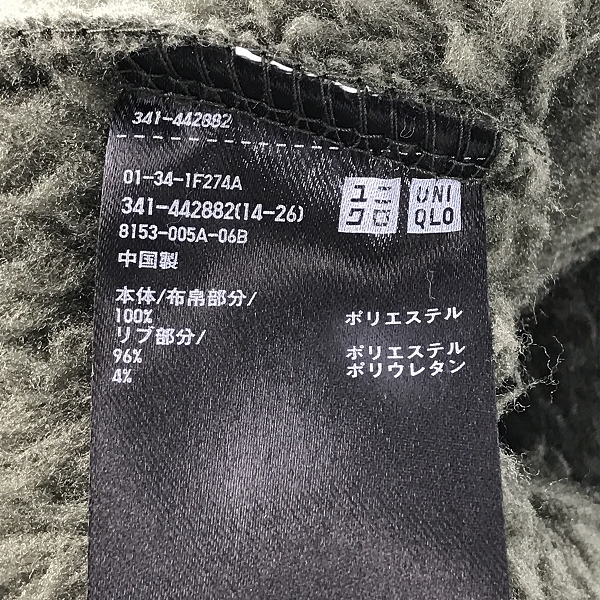 341-442882
01-34-1F274A
341-442882(14-26)
8153-005A-06B
中国製
ユニ
クロ
UNI
QLO
本体/布帛部分/
100% ポリエステル
リブ部分/
96% ポリエステル
4% ポリウレタン